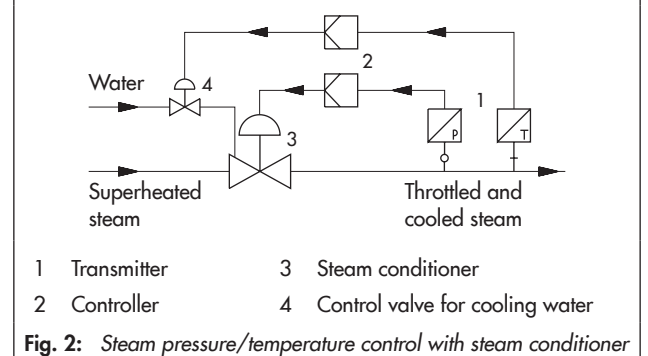 2
Water
4
1
P
T
3
Superheated steam
Throttled and cooled steam
1 Transmitter 3 Steam conditioner
2 Controller 4 Control valve for cooling water
Fig. 2: Steam pressure/temperature control with steam conditioner